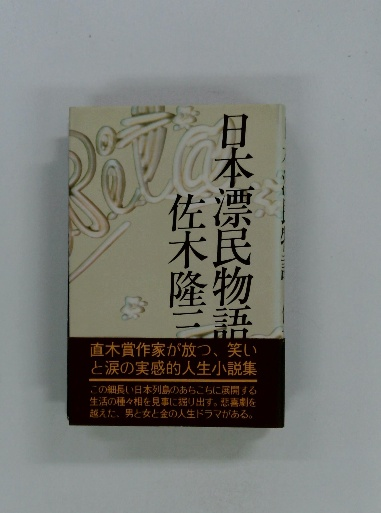 日本漂民物語
佐木隆三
直木賞作家が放つ、笑い
と涙の実感的人生小説集
この細長い日本列島のあちこちに展開する
生活の種々相を見事に掘り出す。悲喜劇を
越えた、男と女と金の人生ドラマがある。